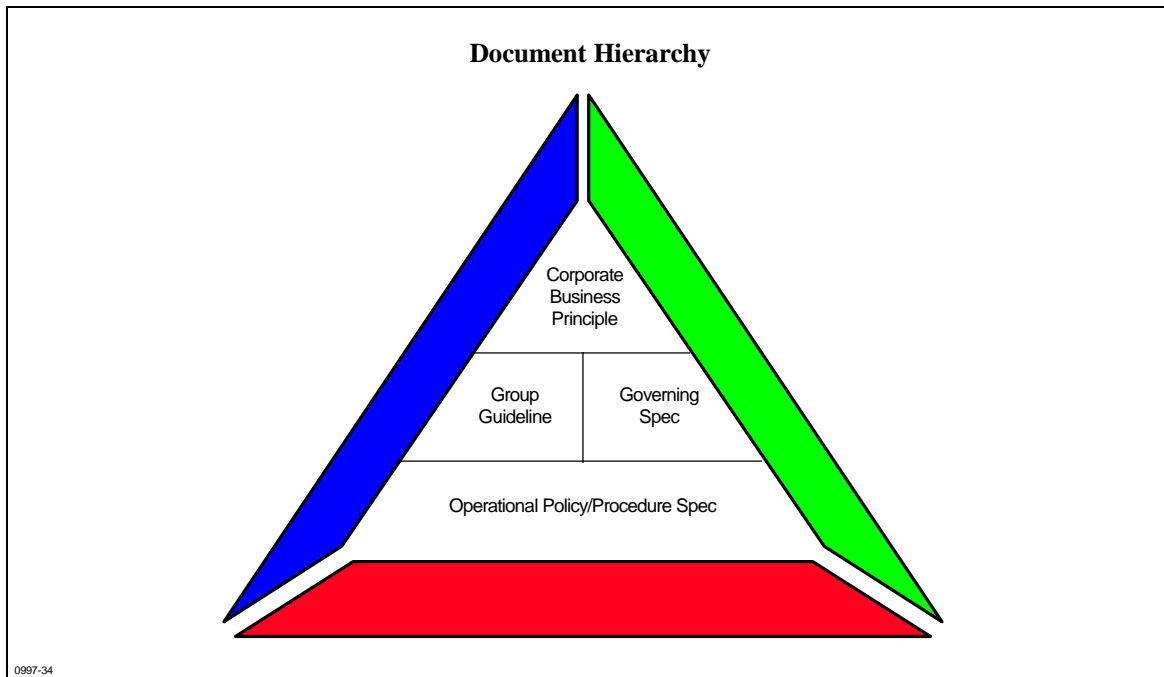 Document Hierarchy
Corporate
Business
Principle
Group
Guideline
Governing
Spec
Operational Policy/Procedure Spec
0997-34